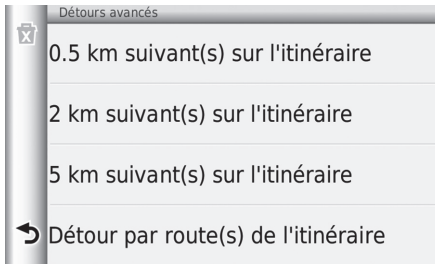 Détours avancés
0.5 km suivant(s) sur l'itinéraire
2 km suivant(s) sur l'itinéraire
5 km suivant(s) sur l'itinéraire
Détour par route(s) de l'itinéraire